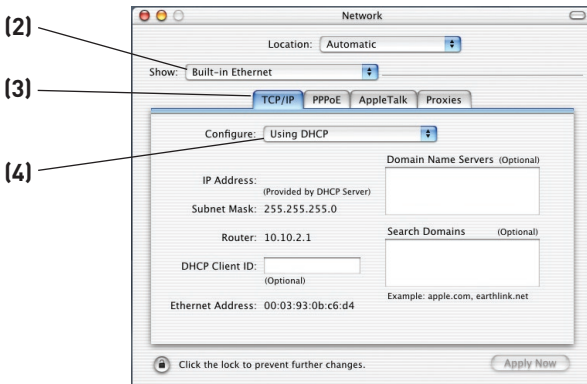 Network
(2)
Location: Automatic
Show: Built-in Ethernet
(3)
TCP/IP PPPoE AppleTalk Proxies
(4)
Configure: Using DHCP
Domain Name Servers (Optional)
IP Address:
(Provided by DHCP Server)
Subnet Mask: 255.255.255.0
Search Domains (Optional)
Router: 10.10.2.1
DHCP Client ID:
(Optional)
Example: apple.com, earthlink.net
Ethernet Address: 00:03:93:0b:c6:d4
Click the lock to prevent further changes.
Apply Now